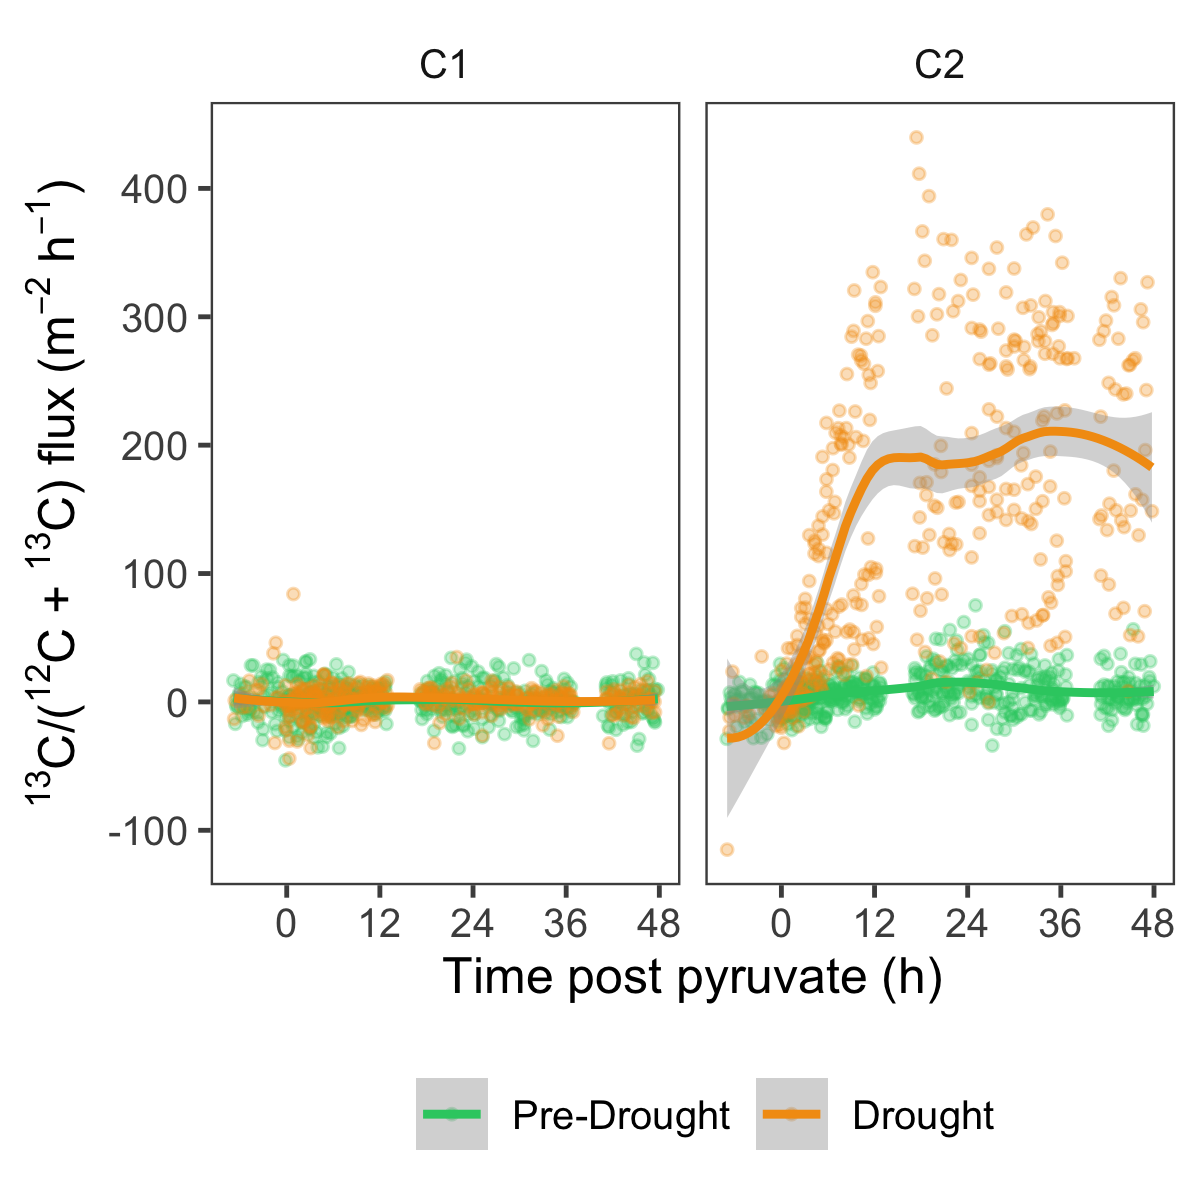 C1 C2
¹³C/(¹²C + ¹³C) flux (m⁻² h⁻¹)
400
300
200
100
0
-100
0 12 24 36 48 0 12 24 36 48
Time post pyruvate (h)
Pre-Drought Drought